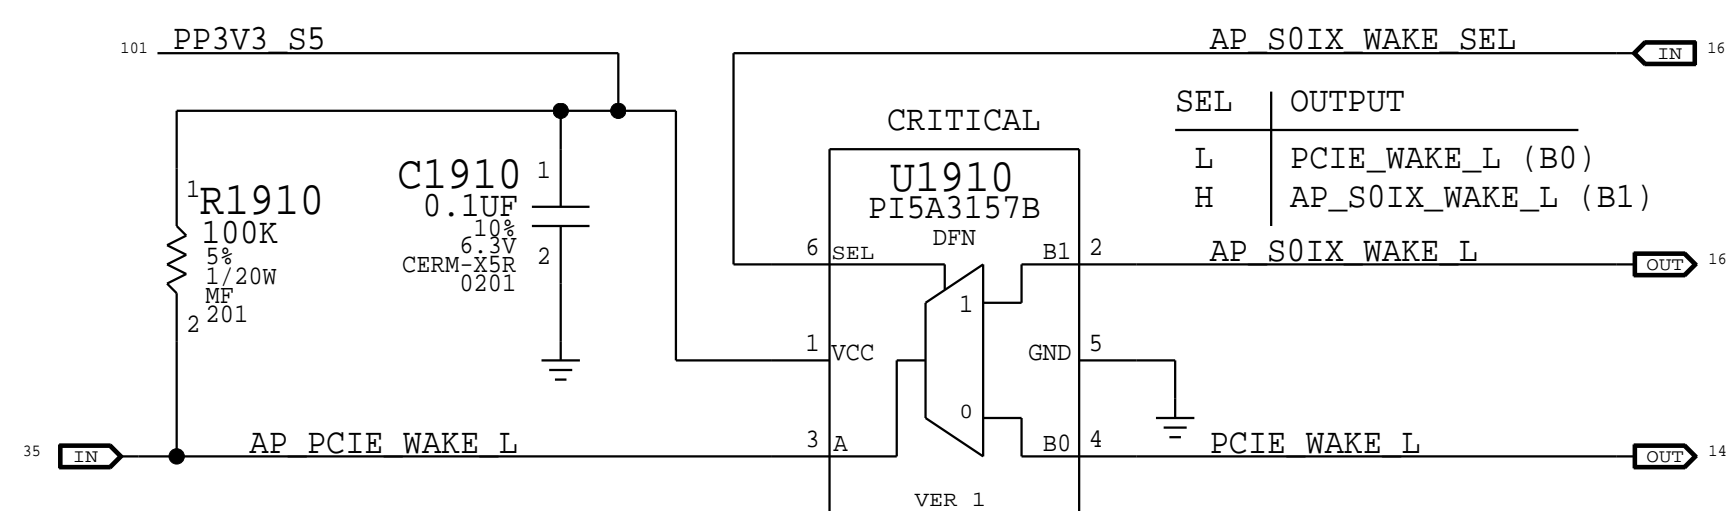 101 PP3V3_S5
AP_S0IX_WAKE_SEL IN 16
SEL OUTPUT
L PCIE_WAKE_L (B0)
H AP_S0IX_WAKE_L (B1)
CRITICAL
U1910
PI5A3157B
DFN
1
R1910
100K
5%
1/20W
MF
201
2
C1910 1
0.1UF
10%
6.3V
CERM-X5R
0201
2
6 SEL
B1 2 AP_S0IX_WAKE_L OUT 16
1
1 VCC
GND 5
0
35 IN AP_PCIE_WAKE_L 3 A
B0 4 PCIE_WAKE_L OUT 14
VER 1